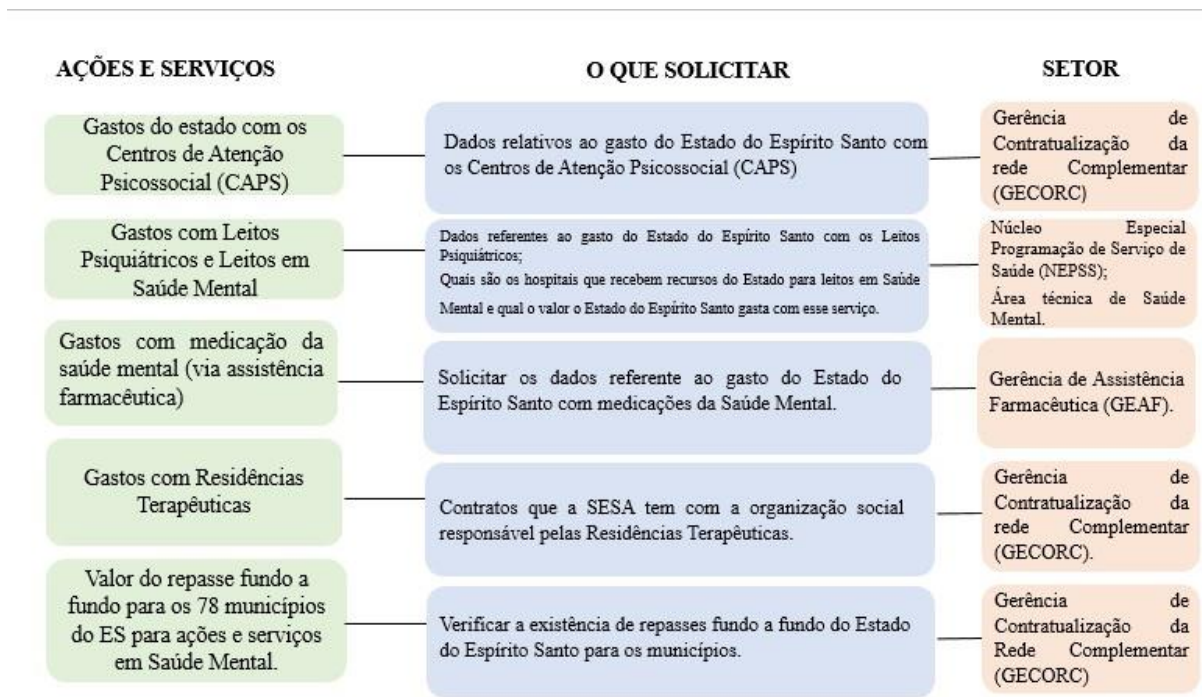 AÇÕES E SERVIÇOS
O QUE SOLICITAR
SETOR
Gastos do estado com os
Centros de Atenção
Psicossocial (CAPS)
Dados relativos ao gasto do Estado do Espírito Santo com
os Centros de Atenção Psicossocial (CAPS)
Gerência de
Contratualização da
rede Complementar
(GECORC)
Gastos com Leitos
Psiquiátricos e Leitos em
Saúde Mental
Dados referentes ao gasto do Estado do Espírito Santo com os Leitos
Psiquiátricos;
Quais são os hospitais que recebem recursos do Estado para leitos em Saúde
Mental e qual o valor o Estado do Espírito Santo gasta com esse serviço.
Núcleo Especial
Programação de Serviço de
Saúde (NEPSS);
Área técnica de Saúde
Mental.
Gastos com medicação da
saúde mental (via assistência
farmacêutica)
Solicitar os dados referente ao gasto do Estado do
Espírito Santo com medicações da Saúde Mental.
Gerência de Assistência
Farmacêutica (GEAF).
Gastos com Residências
Terapêuticas
Contratos que a SESA tem com a organização social
responsável pelas Residências Terapêuticas.
Gerência de
Contratualização da
rede Complementar
(GECORC).
Valor do repasse fundo a
fundo para os 78 municípios
do ES para ações e serviços
em Saúde Mental.
Verificar a existência de repasses fundo a fundo do Estado
do Espírito Santo para os municípios.
Gerência de
Contratualização da
Rede Complementar
(GECORC)